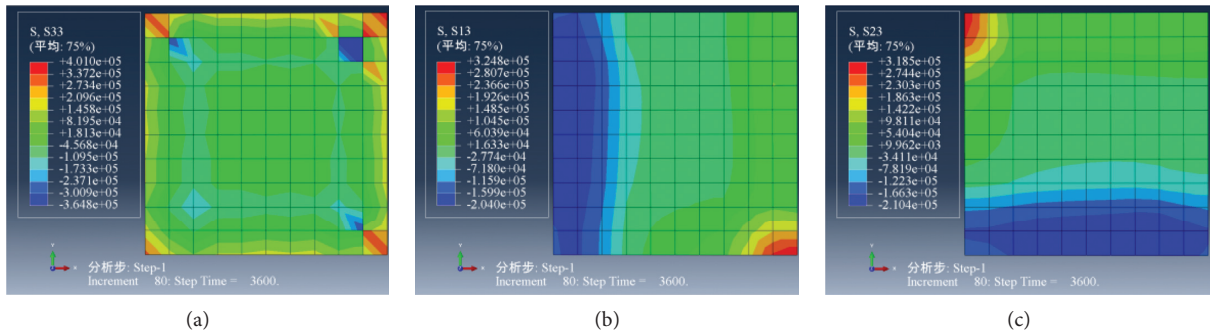 S, S33
(平均: 75%)
+4.010e+05
+3.372e+05
+2.734e+05
+2.096e+05
+1.458e+05
+8.195e+04
+1.813e+04
-4.568e+04
-1.095e+05
-1.733e+05
-2.371e+05
-3.009e+05
-3.648e+05
Y
X
分析步: Step-1
Increment 80: Step Time = 3600.
(a)
S, S13
(平均: 75%)
+3.248e+05
+2.807e+05
+2.366e+05
+1.926e+05
+1.485e+05
+1.045e+05
+6.039e+04
+1.633e+04
-2.774e+04
-7.180e+04
-1.159e+05
-1.599e+05
-2.040e+05
Y
X
分析步: Step-1
Increment 80: Step Time = 3600.
(b)
S, S23
(平均: 75%)
+3.185e+05
+2.744e+05
+2.303e+05
+1.863e+05
+1.422e+05
+9.811e+04
+5.404e+04
+9.962e+03
-3.411e+04
-7.819e+04
-1.223e+05
-1.663e+05
-2.104e+05
Y
X
分析步: Step-1
Increment 80: Step Time = 3600.
(c)